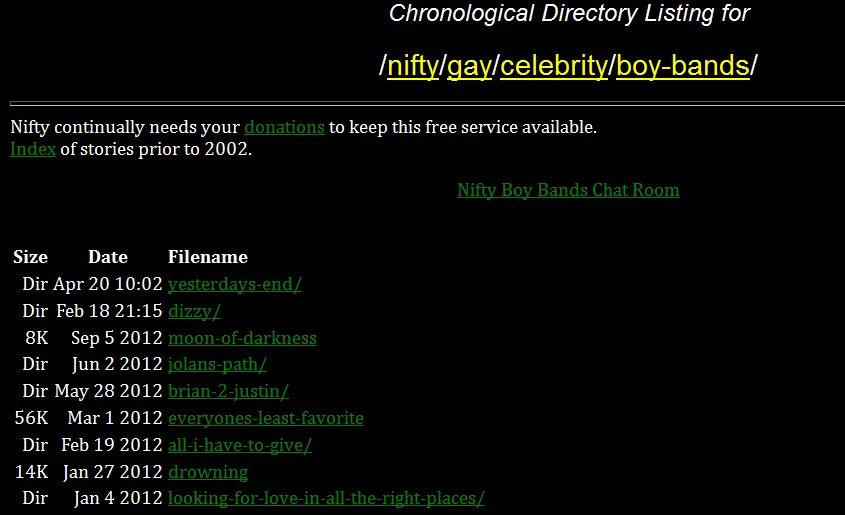 Chronological Directory Listing for
/nifty/gay/celebrity/boy-bands/
Nifty continually needs your donations to keep this free service available.
Index of stories prior to 2002.
Nifty Boy Bands Chat Room
Size Date Filename
Dir Apr 20 10:02 yesterdays-end/
Dir Feb 18 21:15 dizzy/
8K Sep 5 2012 moon-of-darkness
Dir Jun 2 2012 jolans-path/
Dir May 28 2012 brian-2-justin/
56K Mar 1 2012 everyones-least-favorite
Dir Feb 19 2012 all-i-have-to-give/
14K Jan 27 2012 drowning
Dir Jan 4 2012 looking-for-love-in-all-the-right-places/